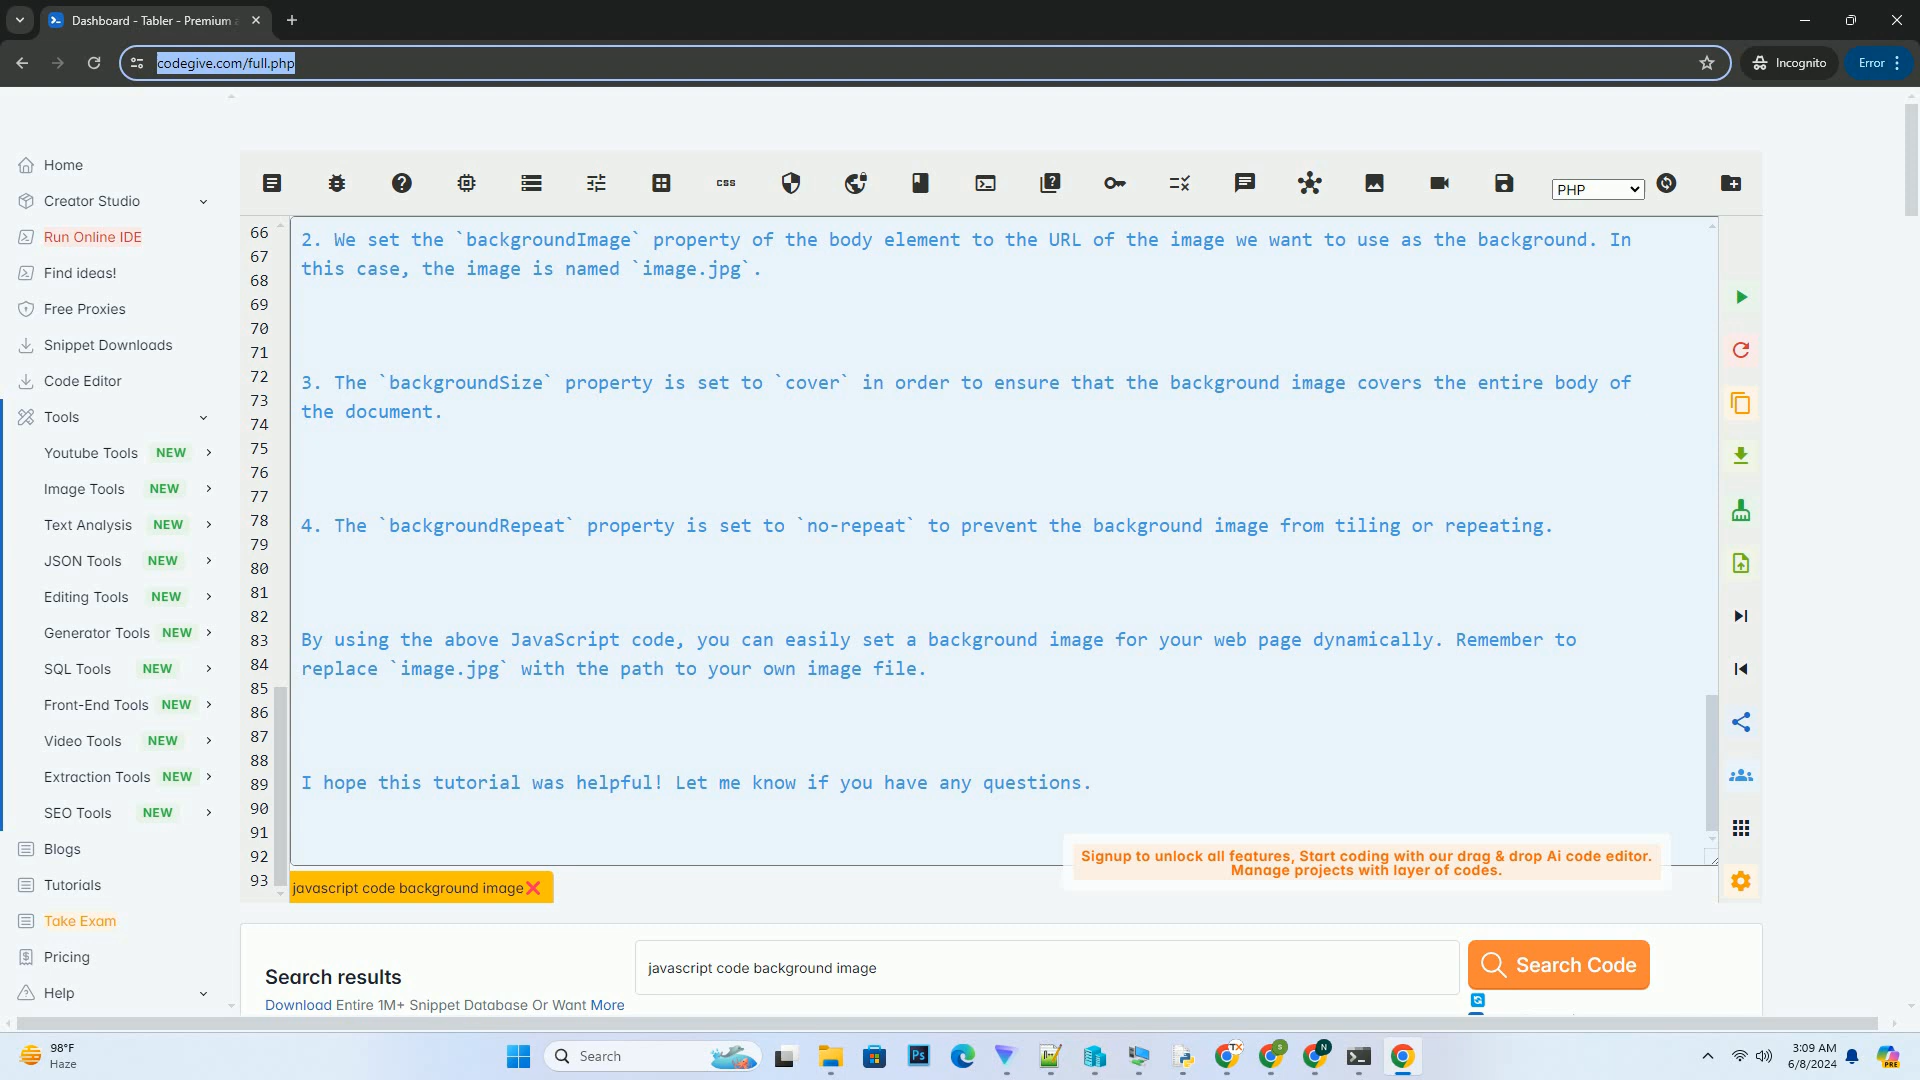 Dashboard - Tabler - Premium
codegive.com/full.php
Incognito
Error
Home
Creator Studio
Run Online IDE
Find ideas!
Free Proxies
Snippet Downloads
Code Editor
Tools
Youtube Tools NEW
Image Tools NEW
Text Analysis NEW
JSON Tools NEW
Editing Tools NEW
Generator Tools NEW
SQL Tools NEW
Front-End Tools NEW
Video Tools NEW
Extraction Tools NEW
SEO Tools NEW
Blogs
Tutorials
Take Exam
Pricing
Help
css
PHP
66
67
68
69
70
71
72
73
74
75
76
77
78
79
80
81
82
83
84
85
86
87
88
89
90
91
92
93
2. We set the `backgroundImage` property of the body element to the URL of the image we want to use as the background. In
this case, the image is named `image.jpg`.
3. The `backgroundSize` property is set to `cover` in order to ensure that the background image covers the entire body of
the document.
4. The `backgroundRepeat` property is set to `no-repeat` to prevent the background image from tiling or repeating.
By using the above JavaScript code, you can easily set a background image for your web page dynamically. Remember to
replace `image.jpg` with the path to your own image file.
I hope this tutorial was helpful! Let me know if you have any questions.
Signup to unlock all features, Start coding with our drag & drop Ai code editor.
Manage projects with layer of codes.
javascript code background image
Search results
Download Entire 1M+ Snippet Database Or Want More
javascript code background image
Search Code
98°F
Haze
Search
Ps
TX
S
N
3:09 AM
6/8/2024
PRE